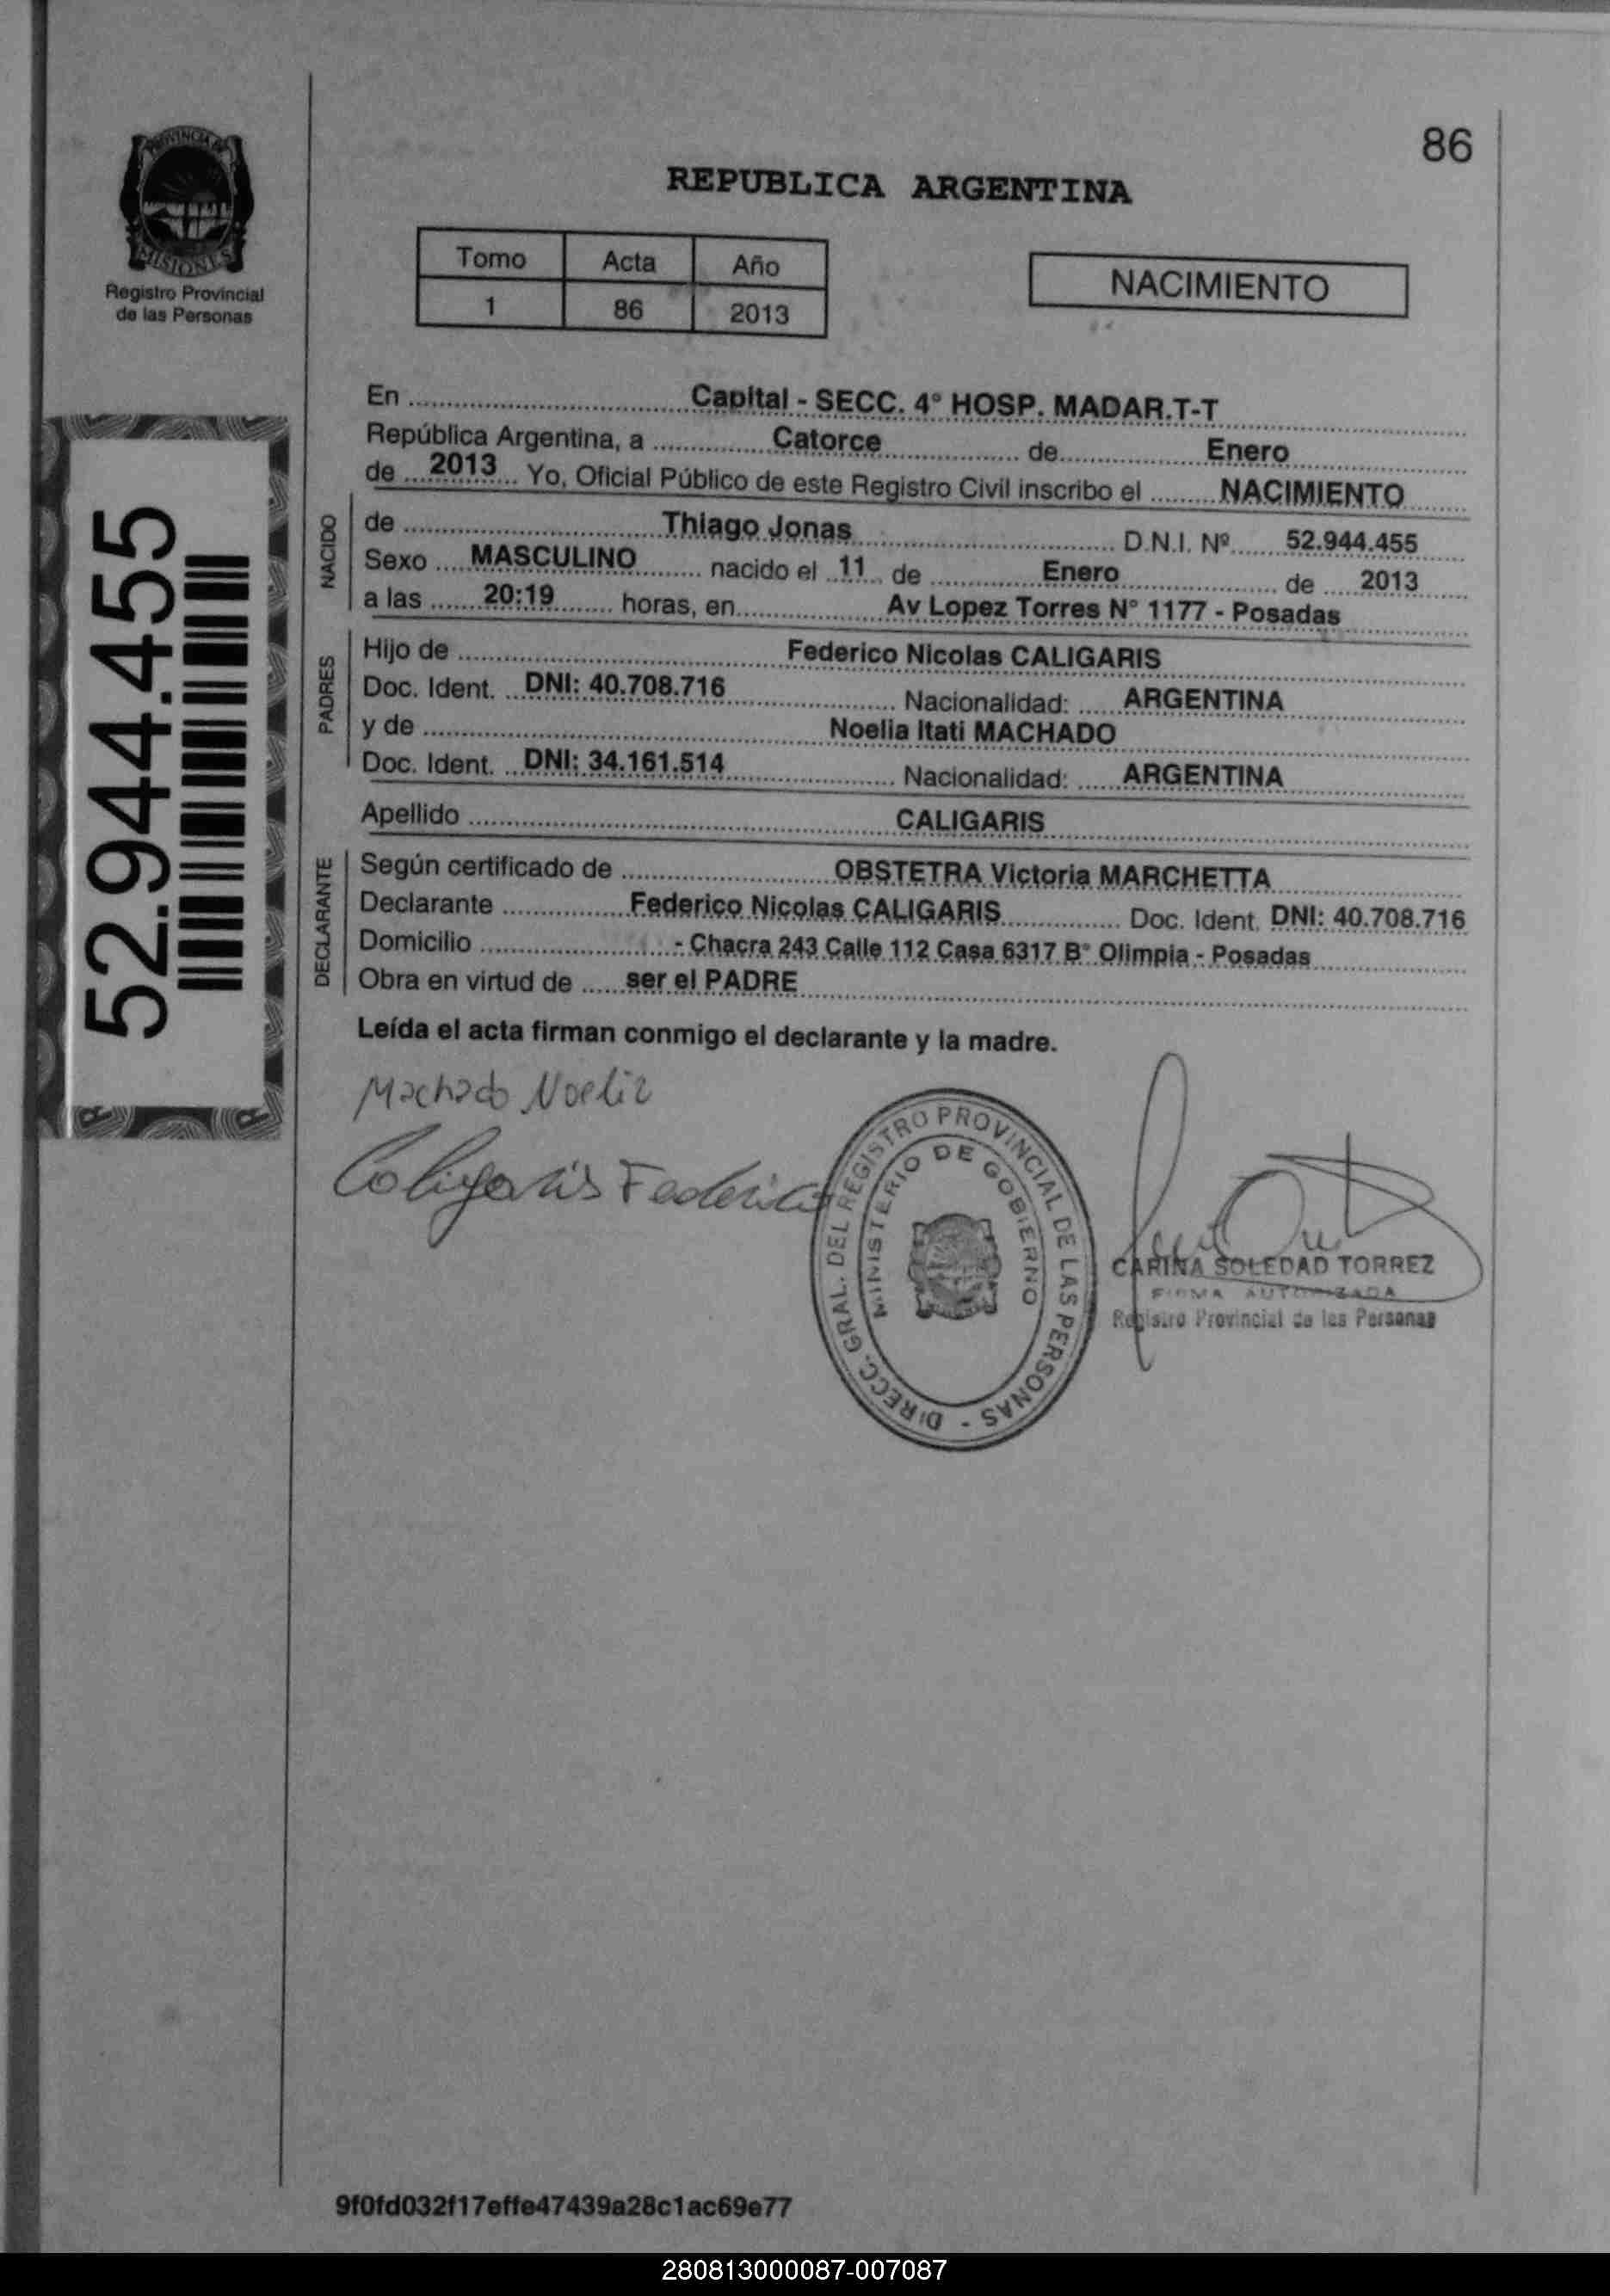 86
REPUBLICA ARGENTINA
PROVINCIA DE
MISIONES
Registro Provincial
de las Personas
Tomo Acta Año
1 86 2013
NACIMIENTO
52.944.455
En Capital - SECC. 4° HOSP. MADAR.T-T
República Argentina, a Catorce de Enero
de 2013 Yo, Oficial Público de este Registro Civil inscribo el NACIMIENTO
NACIDO
de Thiago Jonas D.N.I. Nº 52.944.455
Sexo MASCULINO nacido el 11 de Enero de 2013
a las 20:19 horas, en Av Lopez Torres N° 1177 - Posadas
PADRES
Hijo de Federico Nicolas CALIGARIS
Doc. Ident. DNI: 40.708.716 Nacionalidad: ARGENTINA
y de Noelia Itati MACHADO
Doc. Ident. DNI: 34.161.514 Nacionalidad: ARGENTINA
Apellido CALIGARIS
DECLARANTE
Según certificado de OBSTETRA Victoria MARCHETTA
Declarante Federico Nicolas CALIGARIS Doc. Ident. DNI: 40.708.716
Domicilio - Chacra 243 Calle 112 Casa 6317 B° Olimpia - Posadas
Obra en virtud de ser el PADRE
Leída el acta firman conmigo el declarante y la madre.
Machado Noelia
Caligaris Federico
DIRECC. GRAL. DEL REGISTRO PROVINCIAL DE LAS PERSONAS -
MINISTERIO DE GOBIERNO
CARINA SOLEDAD TORREZ
FIRMA AUTORIZADA
Registro Provincial de las Personas
9f0fd032f17effe47439a28c1ac69e77
280813000087-007087